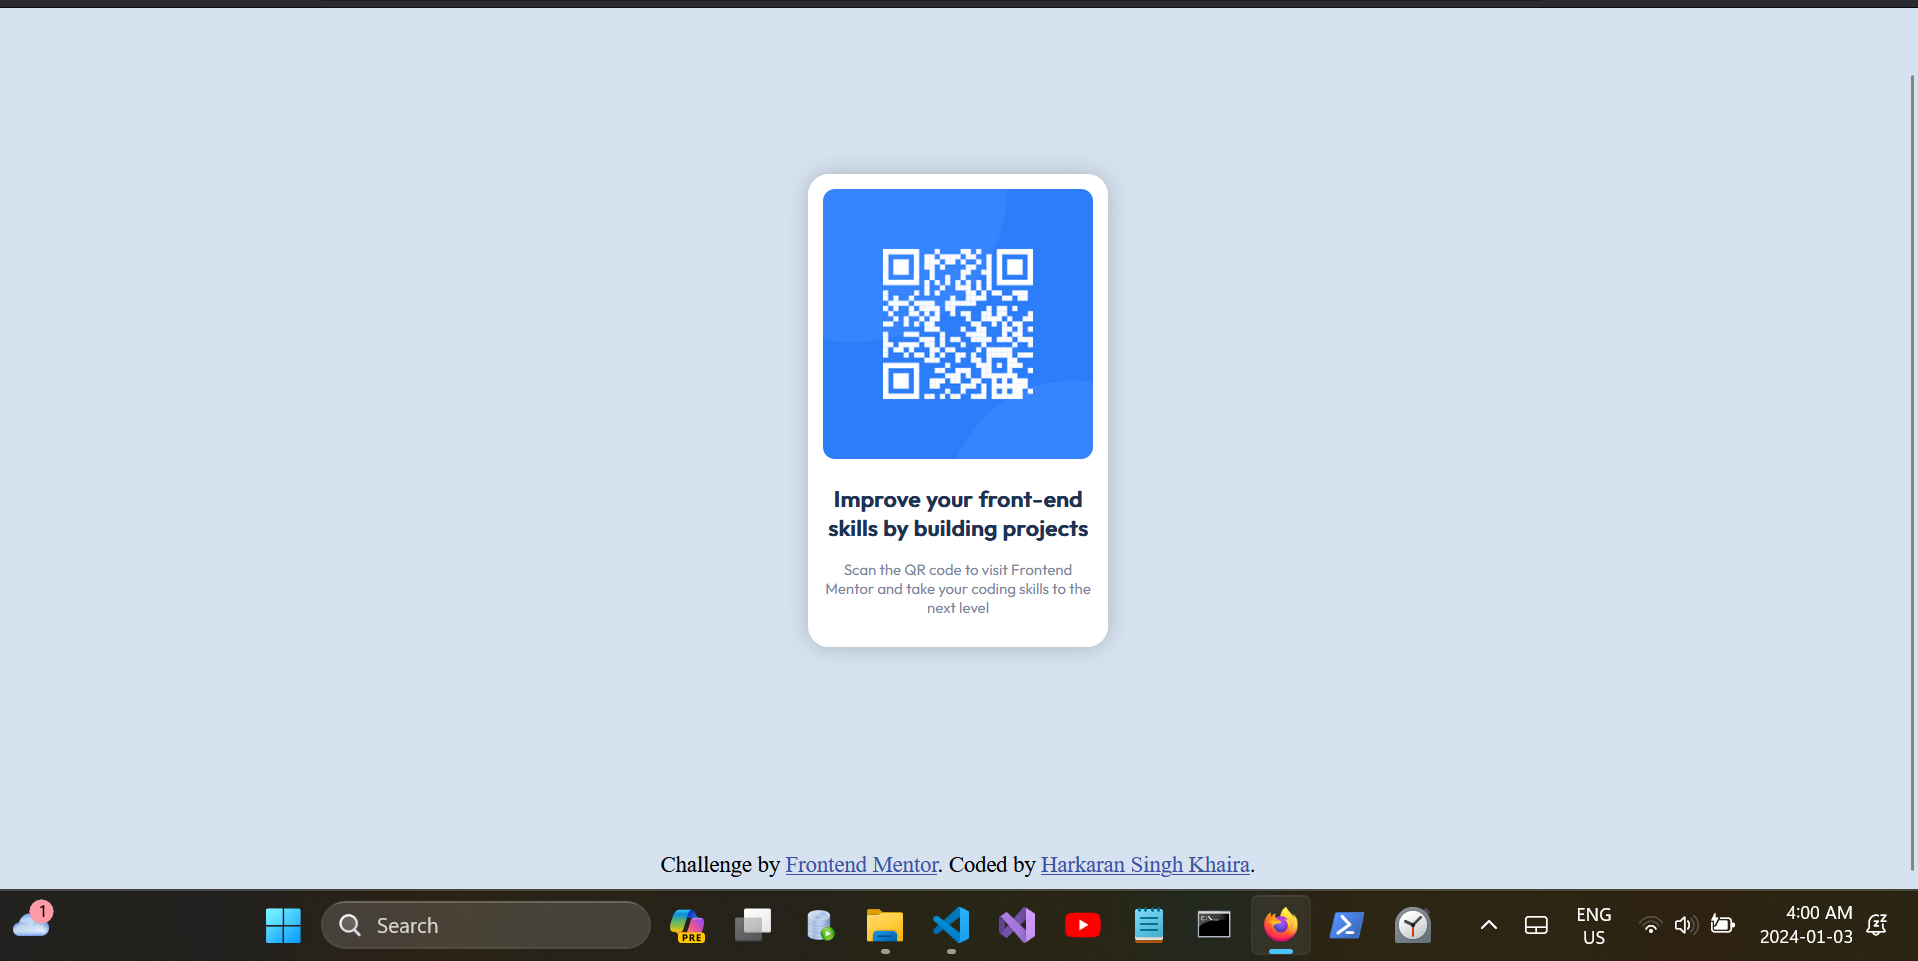 Improve your front-end
skills by building projects
Scan the QR code to visit Frontend
Mentor and take your coding skills to the
next level
Challenge by Frontend Mentor. Coded by Harkaran Singh Khaira.
1
Search
PRE
C:\_
ENG
US
4:00 AM
2024-01-03